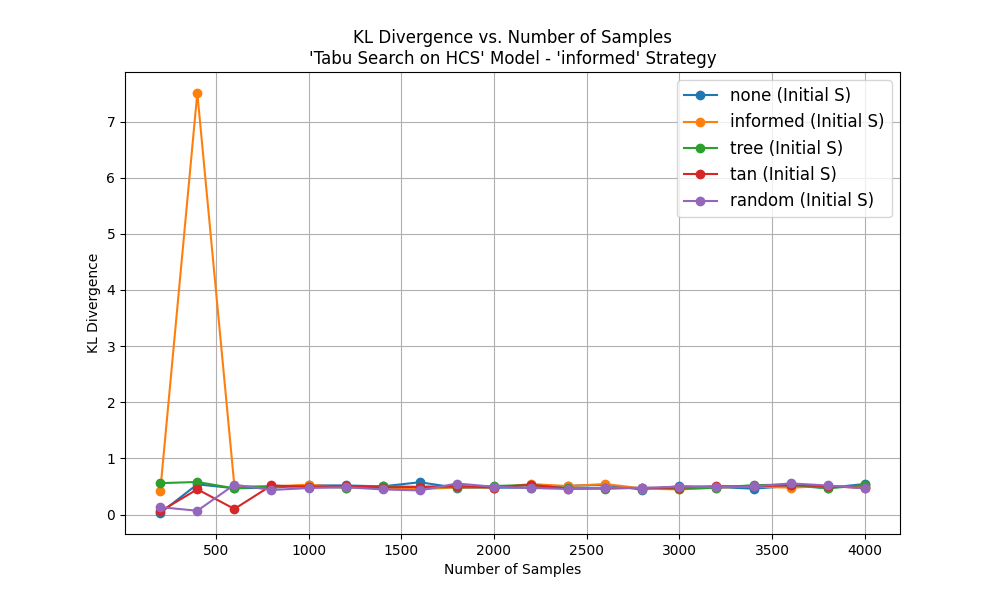 KL Divergence vs. Number of Samples
'Tabu Search on HCS' Model - 'informed' Strategy
none (Initial S)
informed (Initial S)
tree (Initial S)
tan (Initial S)
random (Initial S)
KL Divergence
7
6
5
4
3
2
1
0
500
1000
1500
2000
2500
3000
3500
4000
Number of Samples